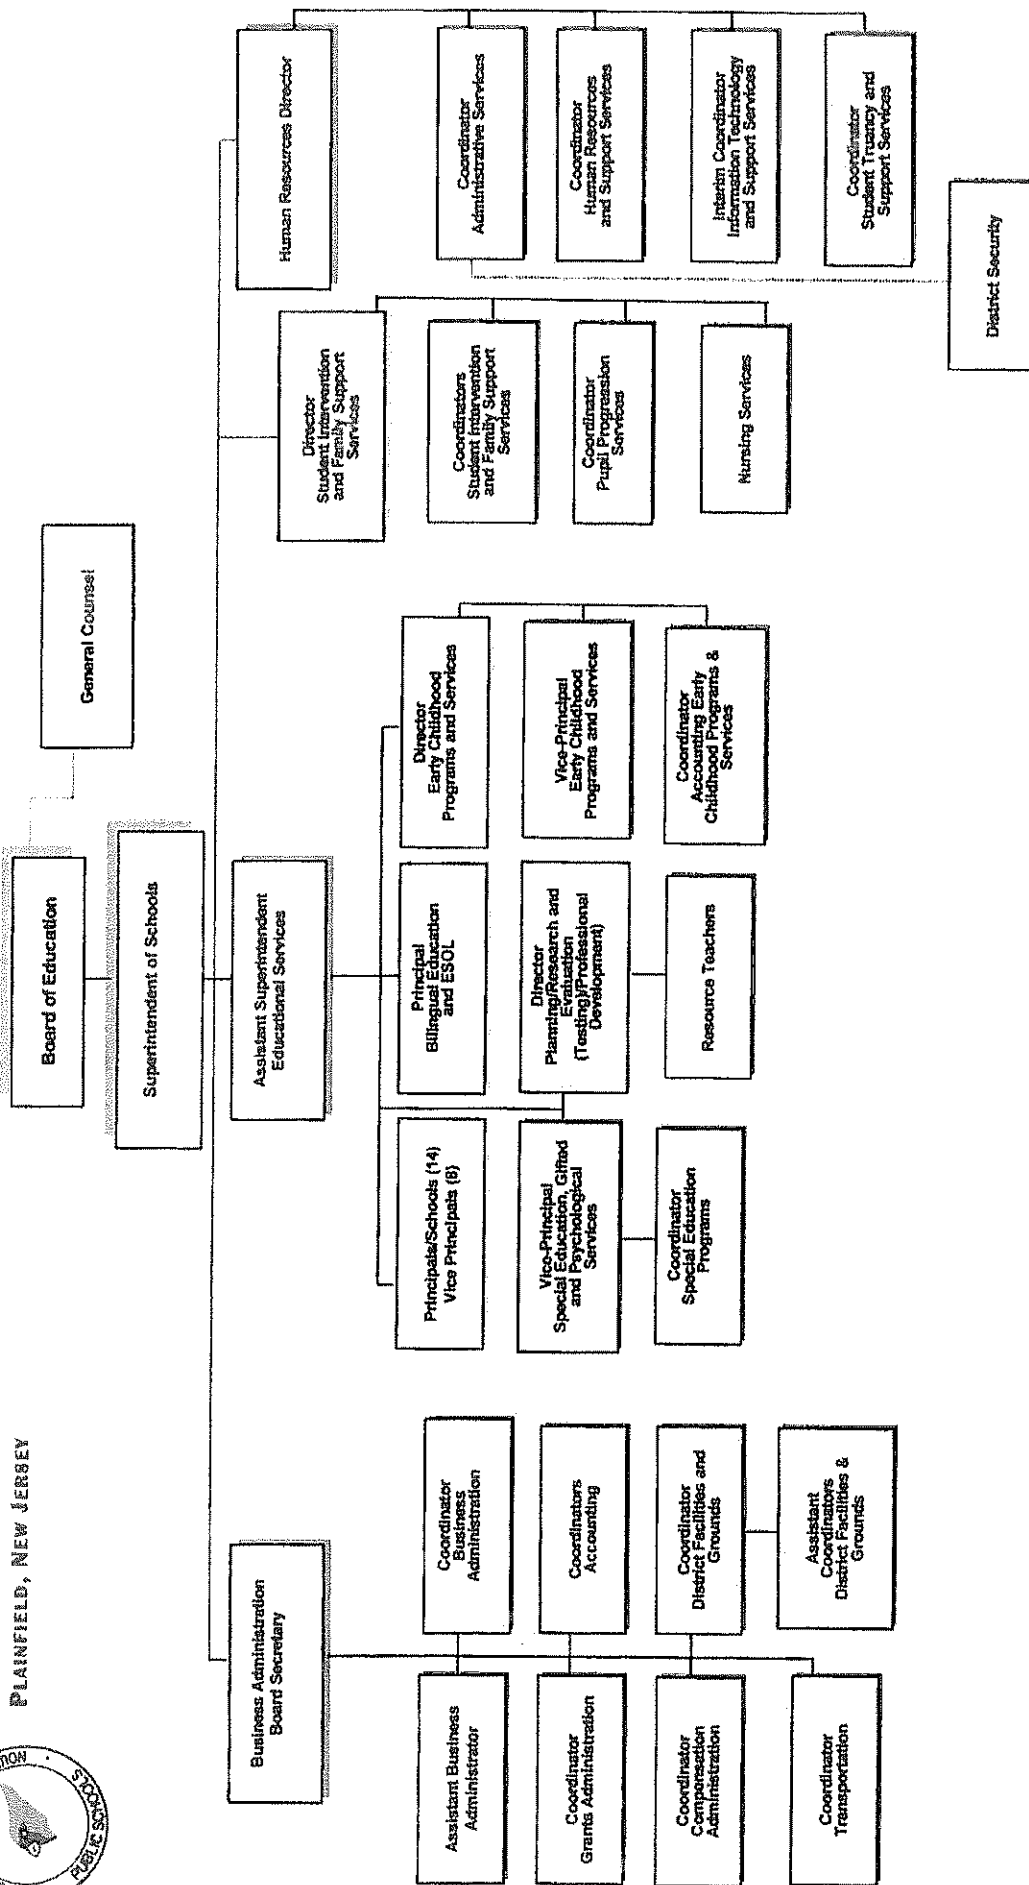 PLAINFIELD, NEW JERSEY
PUBLIC SCHOOLS
Board of Education
General Counsel
Superintendent of Schools
Business Administration
Board Secretary
Assistant Superintendent
Educational Services
Director
Student Intervention
and Family Support
Services
Human Resources Director
Assistant Business
Administrator
Coordinator
Business
Administration
Coordinator
Grants Administration
Coordinators
Accounting
Coordinator
Compensation
Administration
Coordinator
District Facilities and
Grounds
Coordinator
Transportation
Assistant
Coordinators
District Facilities &
Grounds
Principals/Schools (14)
Vice Principals (8)
Principal
Bilingual Education
and ESOL
Director
Early Childhood
Programs and Services
Vice-Principal
Special Education, Gifted
and Psychological
Services
Director
Planning/Research and
Evaluation
(Testing)/Professional
Development)
Vice-Principal
Early Childhood
Programs and Services
Coordinator
Special Education
Programs
Resource Teachers
Coordinator
Accounting Early
Childhood Programs &
Services
Coordinators
Student Intervention
and Family Support
Services
Coordinator
Pupil Progression
Services
Nursing Services
Coordinator
Administrative Services
Coordinator
Human Resources
and Support Services
Interim Coordinator
Information Technology
and Support Services
Coordinator
Student Truancy and
Support Services
District Security